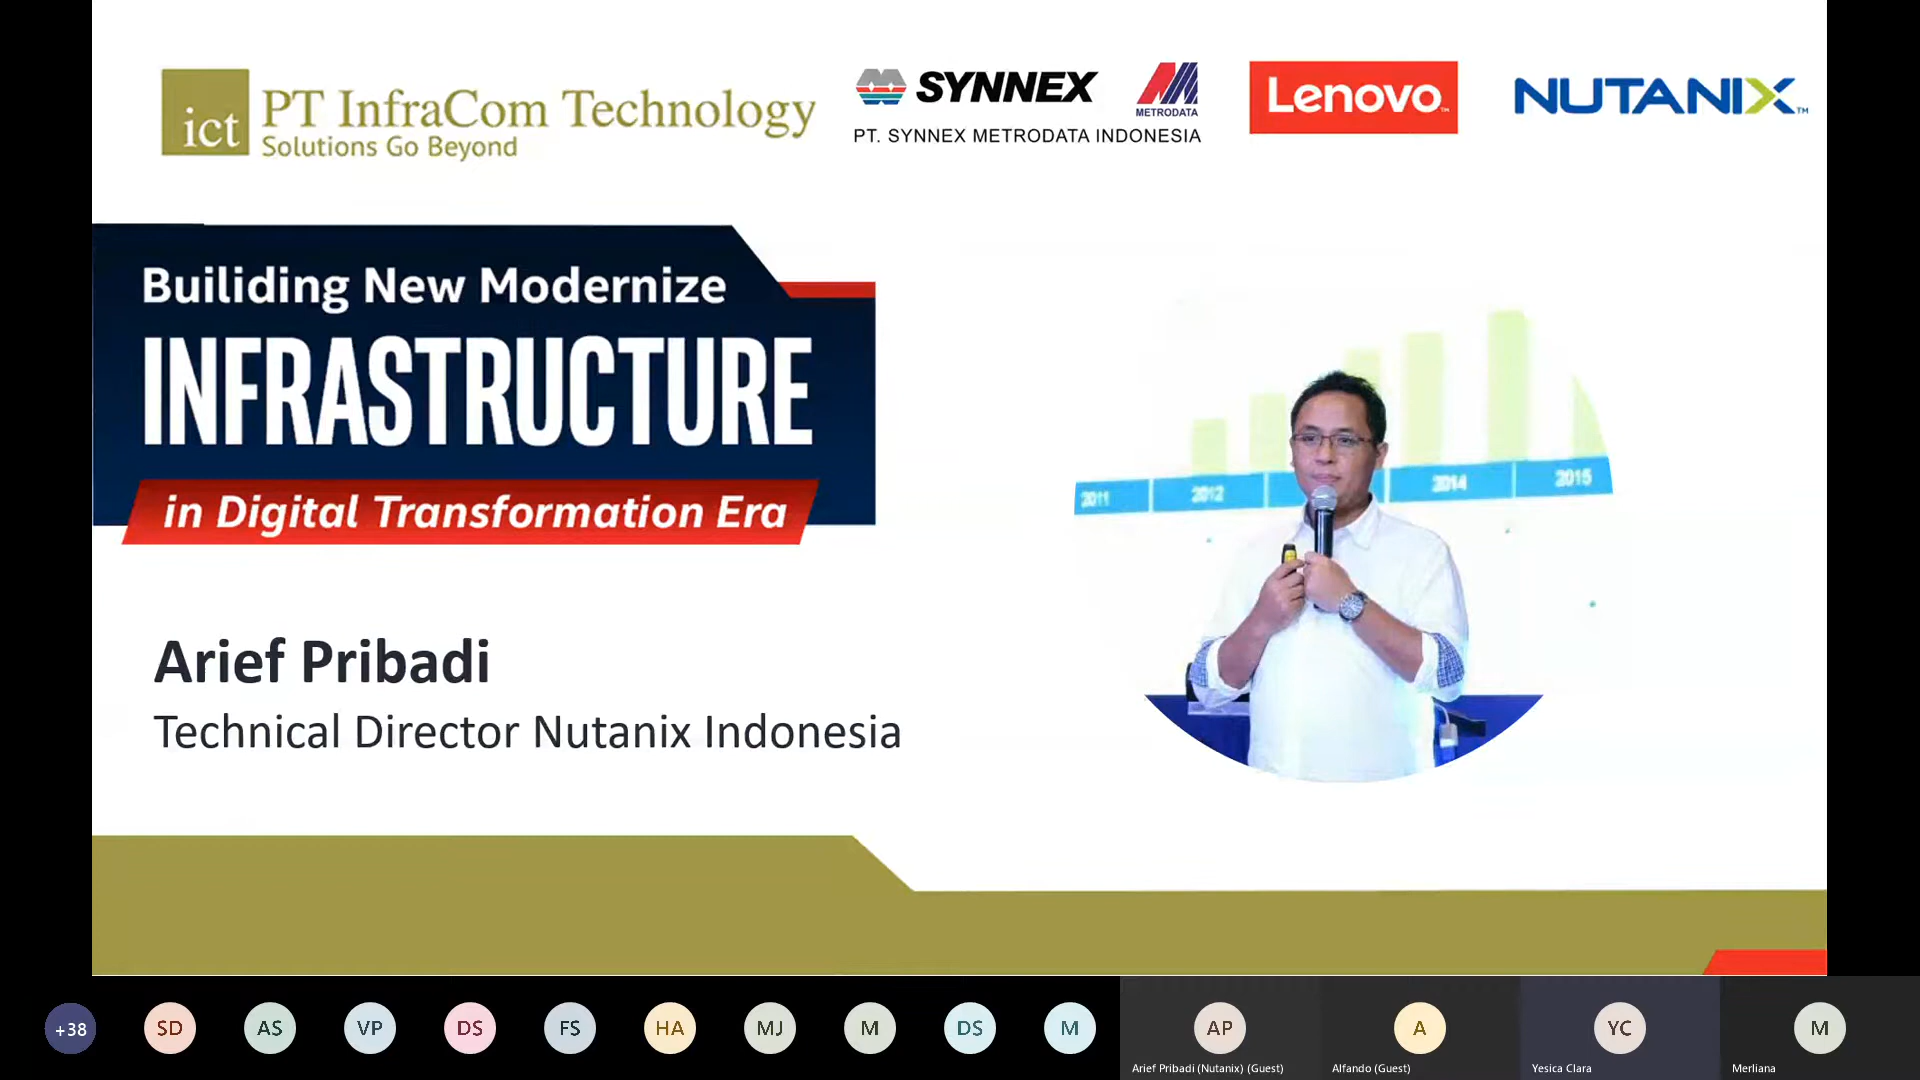 ict PT InfraCom Technology
Solutions Go Beyond
SYNNEX
METRODATA
PT. SYNNEX METRODATA INDONESIA
Lenovo™
NUTANIX™
Builiding New Modernize
INFRASTRUCTURE
in Digital Transformation Era
2011 2012 2014 2015
Arief Pribadi
Technical Director Nutanix Indonesia
+38 SD AS VP DS FS HA MJ M DS M AP A YC M
Arief Pribadi (Nutanix) (Guest) Alfando (Guest) Yesica Clara Merliana